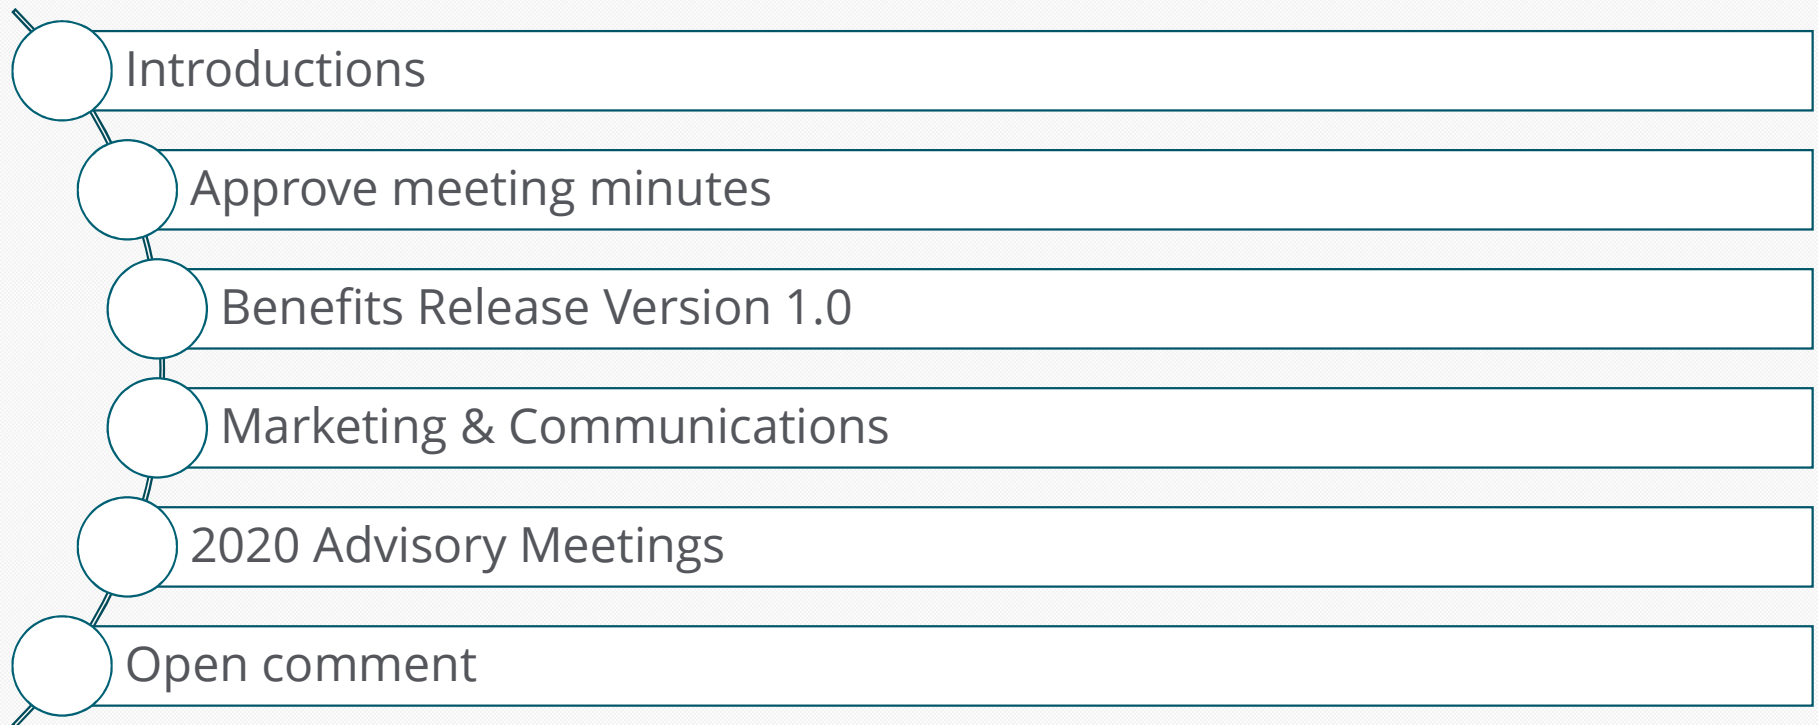 Introductions
Approve meeting minutes
Benefits Release Version 1.0
Marketing & Communications
2020 Advisory Meetings
Open comment